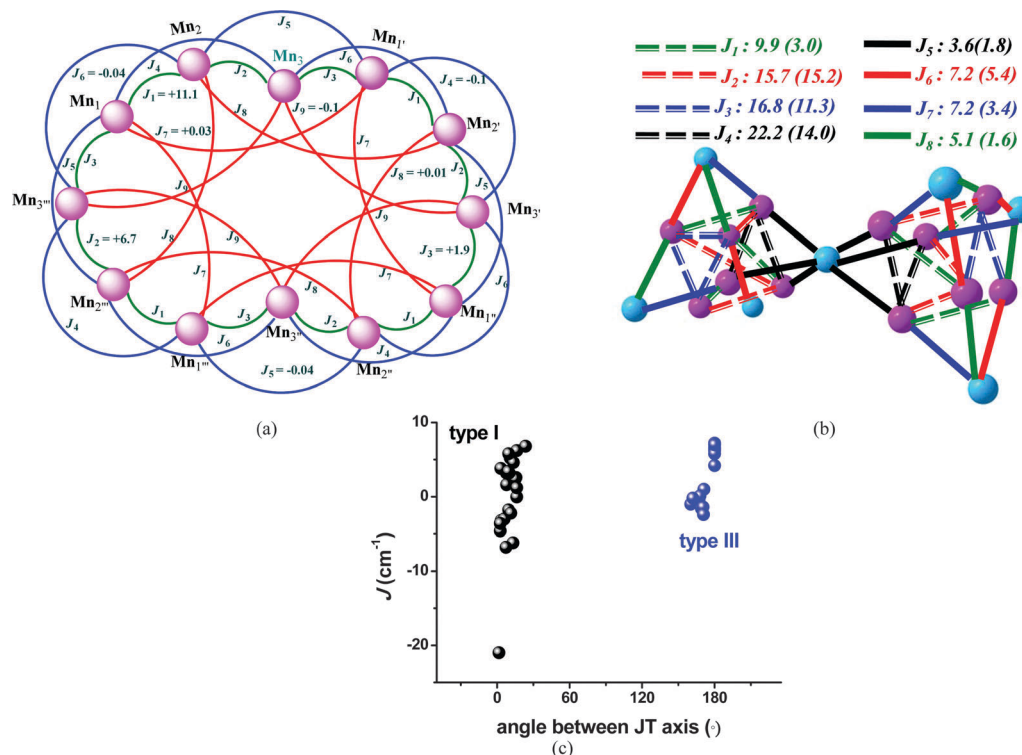 J5
Mn2
Mn3
Mn1'
J6 = -0.04
J4
J2
J3
J6
J4 = -0.1
Mn1
J1 = +11.1
J9 = -0.1
J1
J8
J7 = +0.03
J7
Mn2'
J3
J8 = +0.01
J2
J5
J5
J9
Mn3'''
Mn3'
J9
J2 = +6.7
J8
J9
J3 = +1.9
J7
J7
J6
Mn2'''
J8
Mn1''
J1
J3
Mn3''
J2
J1
J4
J6
J4
Mn1'''
Mn2''
J5 = -0.04
(a)
J1 : 9.9 (3.0)
J5 : 3.6(1.8)
J2 : 15.7 (15.2)
J6 : 7.2 (5.4)
J3 : 16.8 (11.3)
J7 : 7.2 (3.4)
J4 : 22.2 (14.0)
J8 : 5.1 (1.6)
(b)
10
type I
0
type III
J (cm-1)
-10
-20
0 60 120 180
angle between JT axis (◦)
(c)